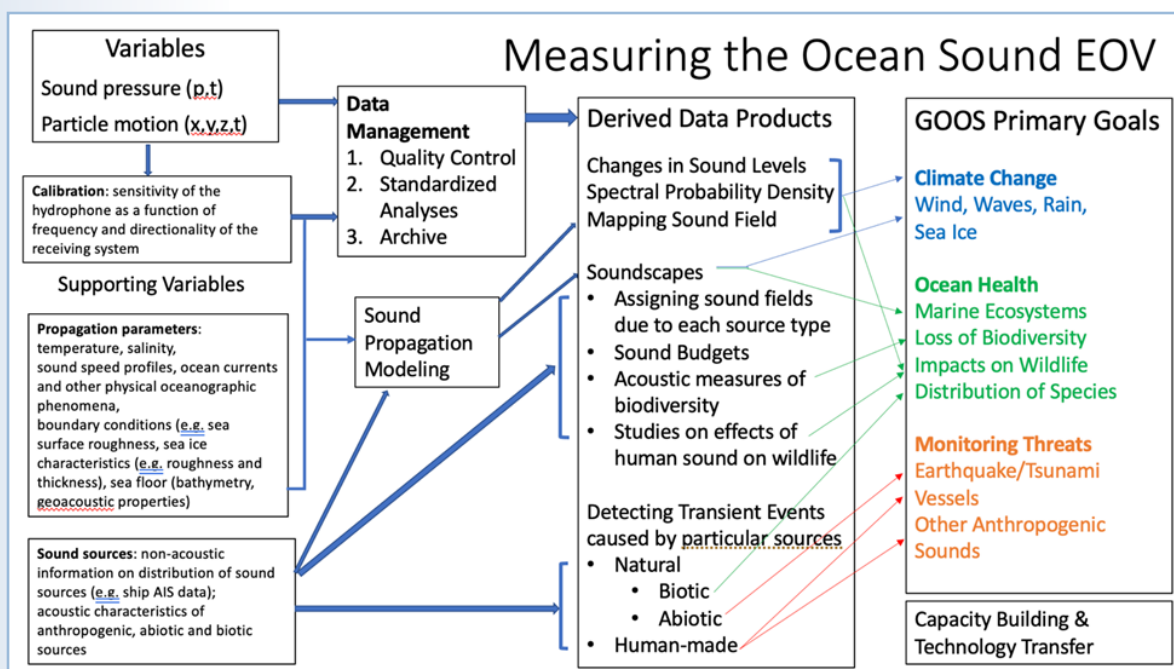 Measuring the Ocean Sound EOV
Variables
Sound pressure (p,t)
Particle motion (x,y,z,t)
Calibration: sensitivity of the
hydrophone as a function of
frequency and directionality of the
receiving system
Supporting Variables
Propagation parameters:
temperature, salinity,
sound speed profiles, ocean currents
and other physical oceanographic
phenomena,
boundary conditions (e.g. sea
surface roughness, sea ice
characteristics (e.g. roughness and
thickness), sea floor (bathymetry,
geoacoustic properties)
Sound sources: non-acoustic
information on distribution of sound
sources (e.g. ship AIS data);
acoustic characteristics of
anthropogenic, abiotic and biotic
sources
Data
Management
1. Quality Control
2. Standardized
Analyses
3. Archive
Sound
Propagation
Modeling
Derived Data Products
Changes in Sound Levels
Spectral Probability Density
Mapping Sound Field
Soundscapes
• Assigning sound fields
due to each source type
• Sound Budgets
• Acoustic measures of
biodiversity
• Studies on effects of
human sound on wildlife
Detecting Transient Events
caused by particular sources
• Natural
• Biotic
• Abiotic
• Human-made
GOOS Primary Goals
Climate Change
Wind, Waves, Rain,
Sea Ice
Ocean Health
Marine Ecosystems
Loss of Biodiversity
Impacts on Wildlife
Distribution of Species
Monitoring Threats
Earthquake/Tsunami
Vessels
Other Anthropogenic
Sounds
Capacity Building &
Technology Transfer